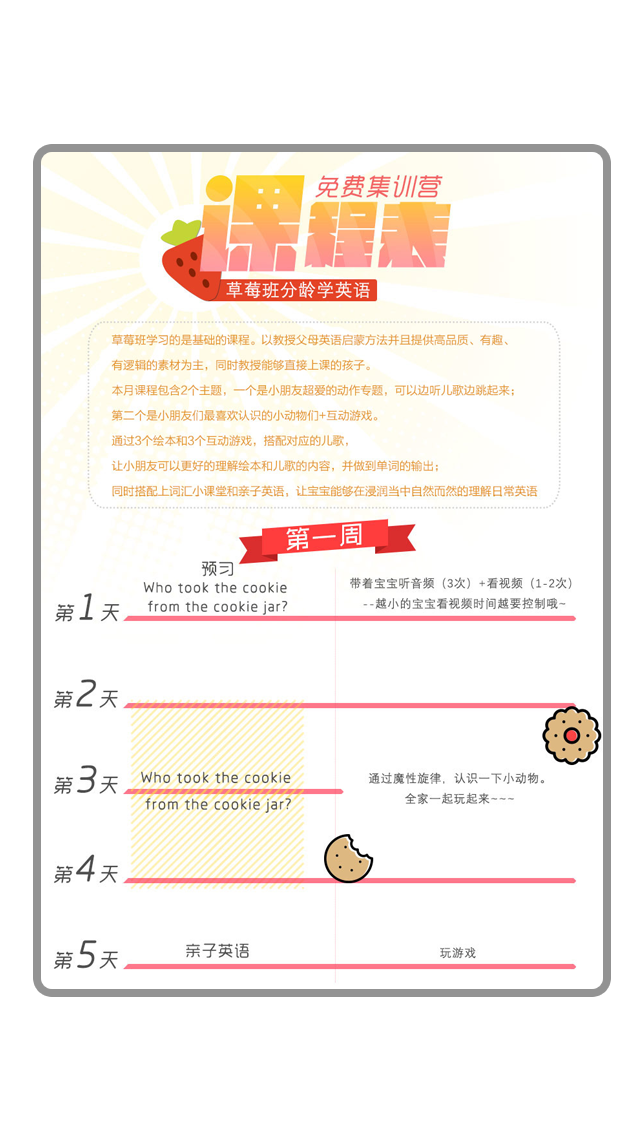 免费集训营
课程表
草莓班分龄学英语
草莓班学习的是基础的课程。以教授父母英语启蒙方法并且提供高品质、有趣、
有逻辑的素材为主，同时教授能够直接上课的孩子。
本月课程包含2个主题，一个是小朋友超爱的动作专题，可以边听儿歌边跳起来；
第二个是小朋友们最喜欢认识的小动物们+互动游戏。
通过3个绘本和3个互动游戏，搭配对应的儿歌，
让小朋友可以更好的理解绘本和儿歌的内容，并做到单词的输出；
同时搭配上词汇小课堂和亲子英语，让宝宝能够在浸润当中自然而然的理解日常英语
第一周
预习
Who took the cookie
from the cookie jar?
带着宝宝听音频（3次）+看视频（1-2次）
--越小的宝宝看视频时间越要控制哦~
第1天
第2天
第3天
Who took the cookie
from the cookie jar?
通过魔性旋律，认识一下小动物。
全家一起玩起来~~~
第4天
第5天
亲子英语
玩游戏